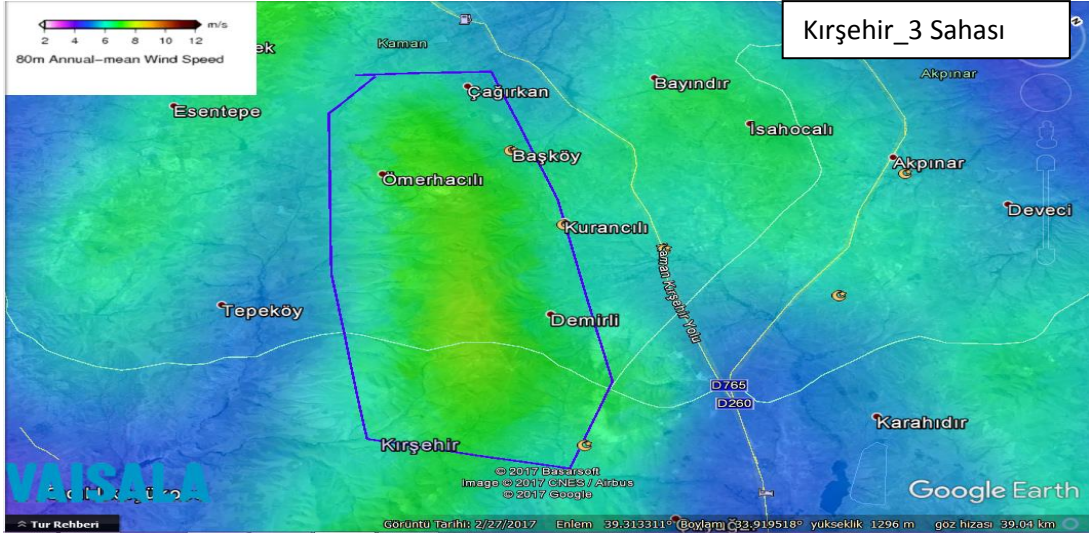 m/s
2 4 6 8 10 12
80m Annual-mean Wind Speed
Kırşehir_3 Sahası
Kaman
Akpınar
Esentepe
Çağırkan
Bayındır
İsahocalı
Başköy
Akpınar
Ömerhacılı
Deveci
Kurancılı
Kaman Kırşehir Yolu
Tepeköy
Demirli
D765
D260
Karahıdır
Kırşehir
VAISALA
© 2017 Basarsoft
Image © 2017 CNES / Airbus
© 2017 Google
Google Earth
Tur Rehberi
Görüntü Tarihi: 2/27/2017 Enlem 39.313311° Boylam 33.919518° yükseklik 1296 m göz hizası 39.04 km